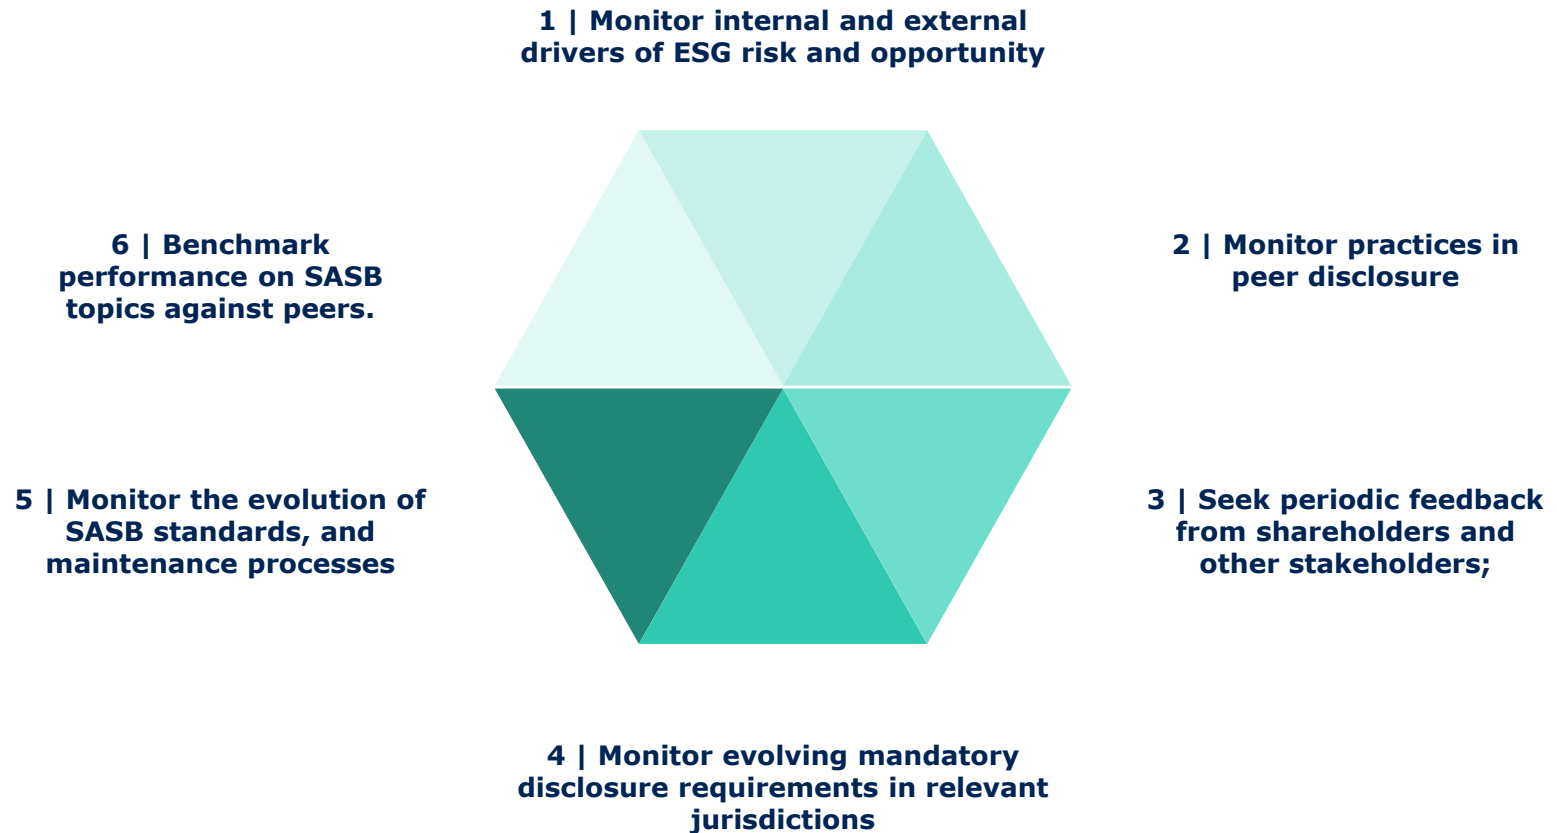 1 | Monitor internal and external
drivers of ESG risk and opportunity
2 | Monitor practices in
peer disclosure
3 | Seek periodic feedback
from shareholders and
other stakeholders;
4 | Monitor evolving mandatory
disclosure requirements in relevant
jurisdictions
5 | Monitor the evolution of
SASB standards, and
maintenance processes
6 | Benchmark
performance on SASB
topics against peers.